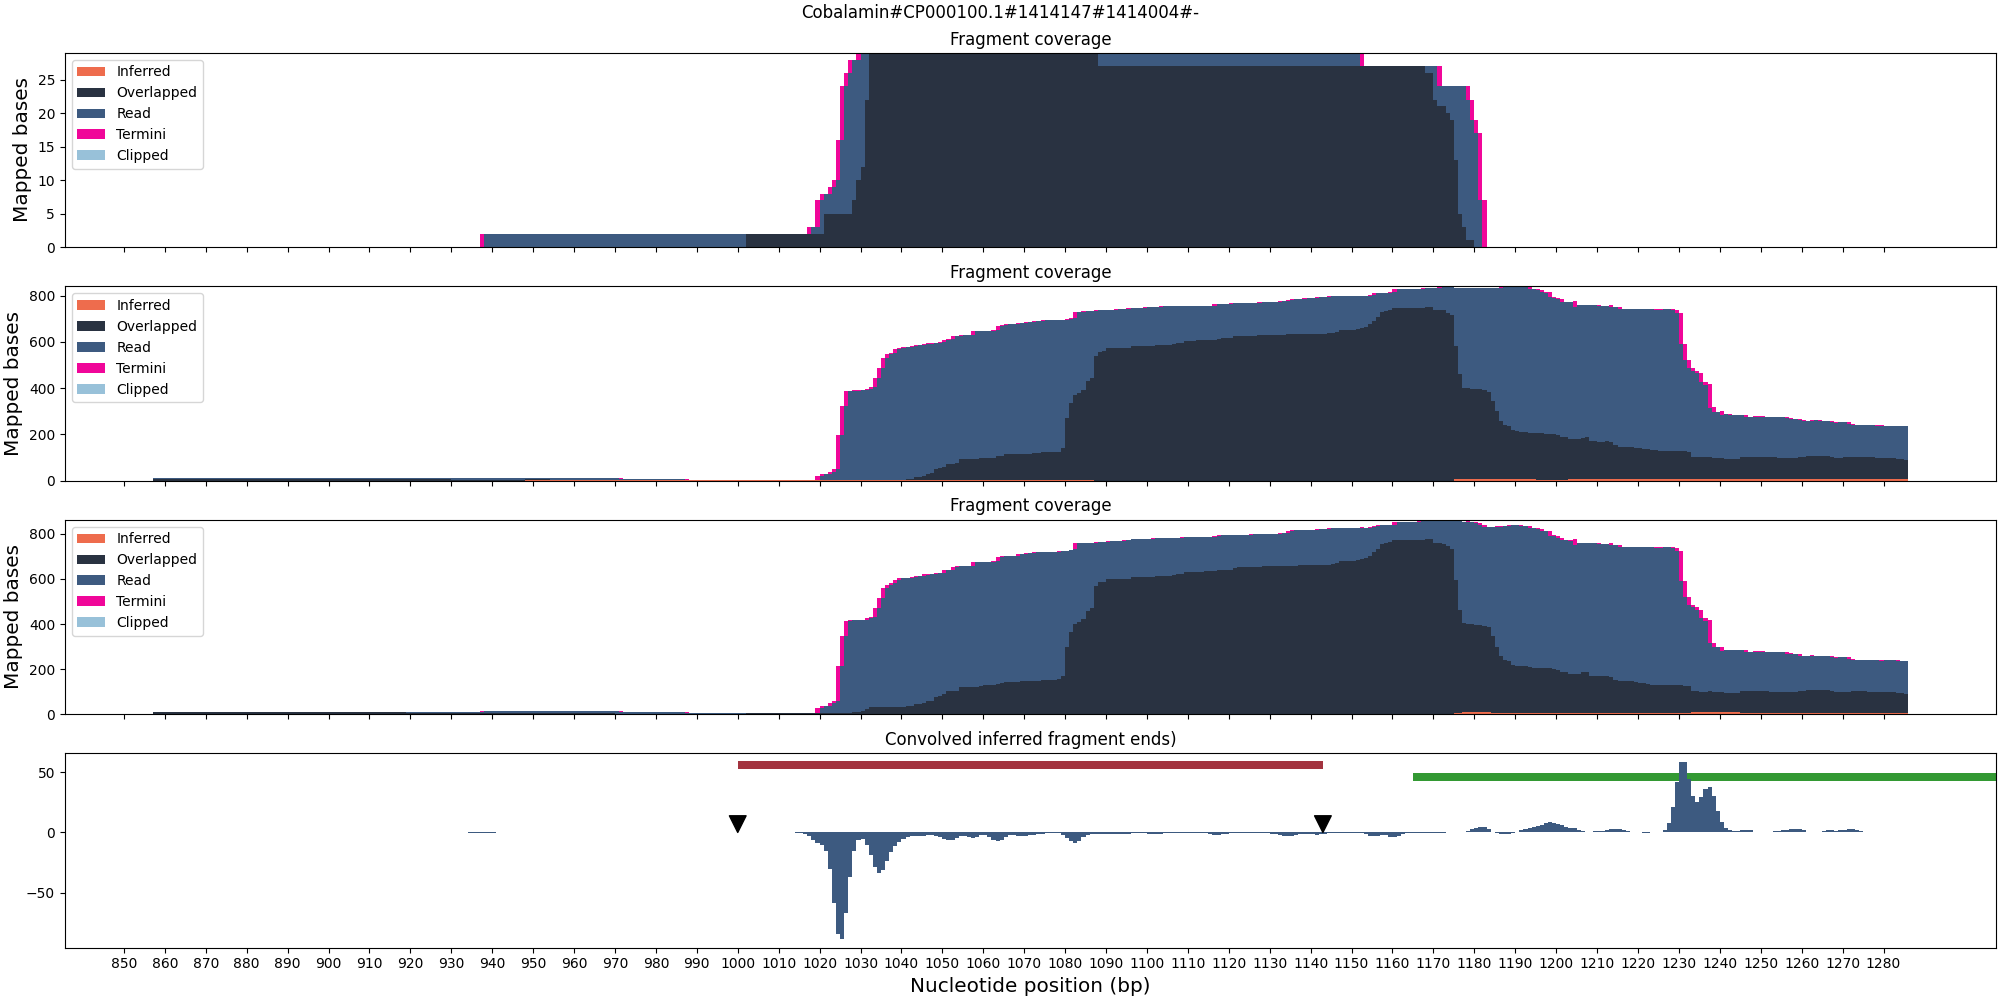 Cobalamin#CP000100.1#1414147#1414004#-
Fragment coverage
Mapped bases
25
20
15
10
5
0
Inferred
Overlapped
Read
Termini
Clipped
Fragment coverage
Mapped bases
800
600
400
200
0
Inferred
Overlapped
Read
Termini
Clipped
Fragment coverage
Mapped bases
800
600
400
200
0
Inferred
Overlapped
Read
Termini
Clipped
Convolved inferred fragment ends)
50
0
−50
850 860 870 880 890 900 910 920 930 940 950 960 970 980 990 1000 1010 1020 1030 1040 1050 1060 1070 1080 1090 1100 1110 1120 1130 1140 1150 1160 1170 1180 1190 1200 1210 1220 1230 1240 1250 1260 1270 1280
Nucleotide position (bp)